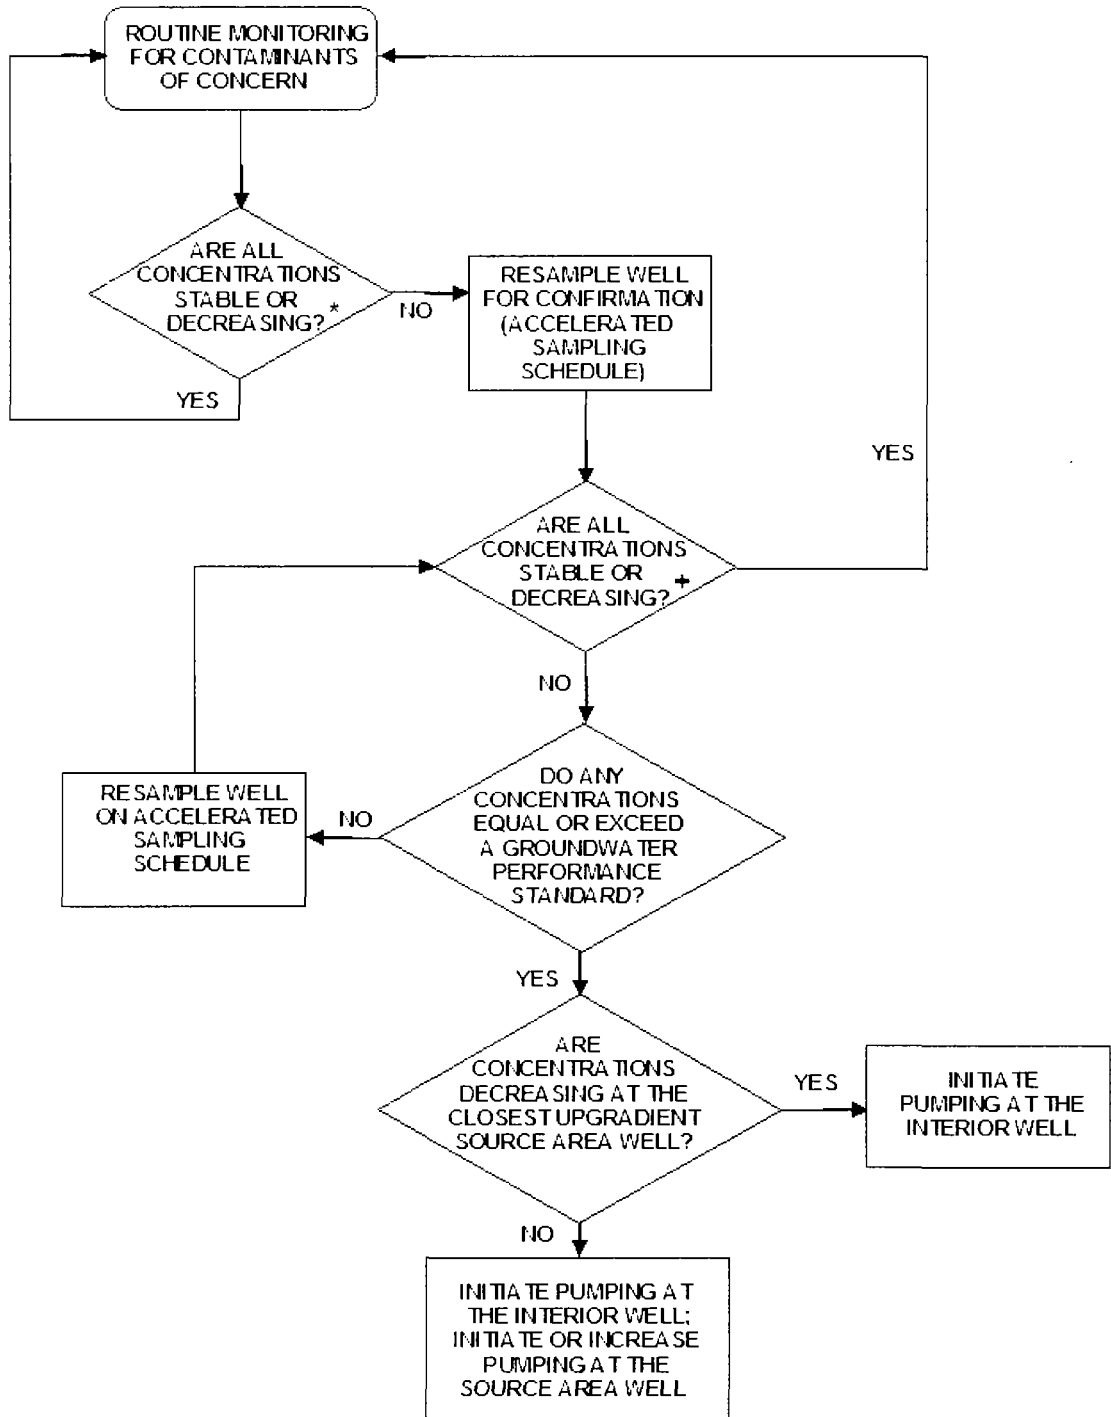 ROUTINE MONITORING
FOR CONTAMINANTS
OF CONCERN
ARE ALL
CONCENTRATIONS
STABLE OR
DECREASING? *
NO
YES
RESAMPLE WELL
FOR CONFIRMATION
(ACCELERATED
SAMPLING
SCHEDULE)
YES
ARE ALL
CONCENTRATIONS
STABLE OR
DECREASING? +
NO
DO ANY
CONCENTRATIONS
EQUAL OR EXCEED
A GROUNDWATER
PERFORMANCE
STANDARD?
NO
RESAMPLE WELL
ON ACCELERATED
SAMPLING
SCHEDULE
YES
ARE
CONCENTRATIONS
DECREASING AT THE
CLOSEST UPGRADIENT
SOURCE AREA WELL?
YES
INITIATE
PUMPING AT THE
INTERIOR WELL
NO
INITIATE PUMPING AT
THE INTERIOR WELL;
INITIATE OR INCREASE
PUMPING AT THE
SOURCE AREA WELL